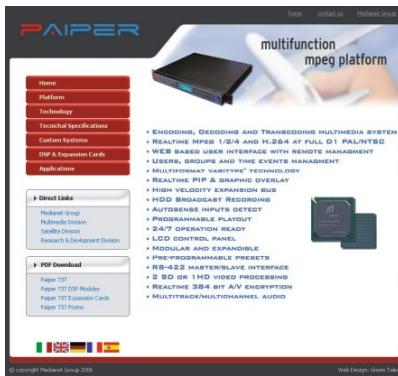 home contact us Medianet Group
PAIPER
multifunction
mpeg platform
Home
Platform
Technology
Tecnichal Specifications
Custom Systems
DSP & Expansion Cards
Applications
Direct Links
Medianet Group
Multimedia Division
Satellite Division
Research & Devlopment Division
PDF Download
Paiper 737
Paiper 737 DSP Modules
Paiper 737 Expansion Cards
Paiper 737 Promo
Encoding, Decoding and Transcoding multimedia system
Realtime Mpeg 1/2/4 and H.264 at full D1 PAL/NTSC
WEB based user interface with remote managment
Users, groups and time events managment
Multiformat varitype® technology
Realtime PIP & graphic overlay
High velocity expansion bus
HDD Broadcast Recording
Autosense inputs detect
Programmable playout
24/7 operation ready
LCD control panel
Modular and expandible
Pre-programmable presets
RS-422 master/slave interface
2 SD or 1HD video processing
Realtime 384 bit A/V encryption
Multitrack/multichannel audio
© copyright Medianet Group 2006
Web Design: Green Tale